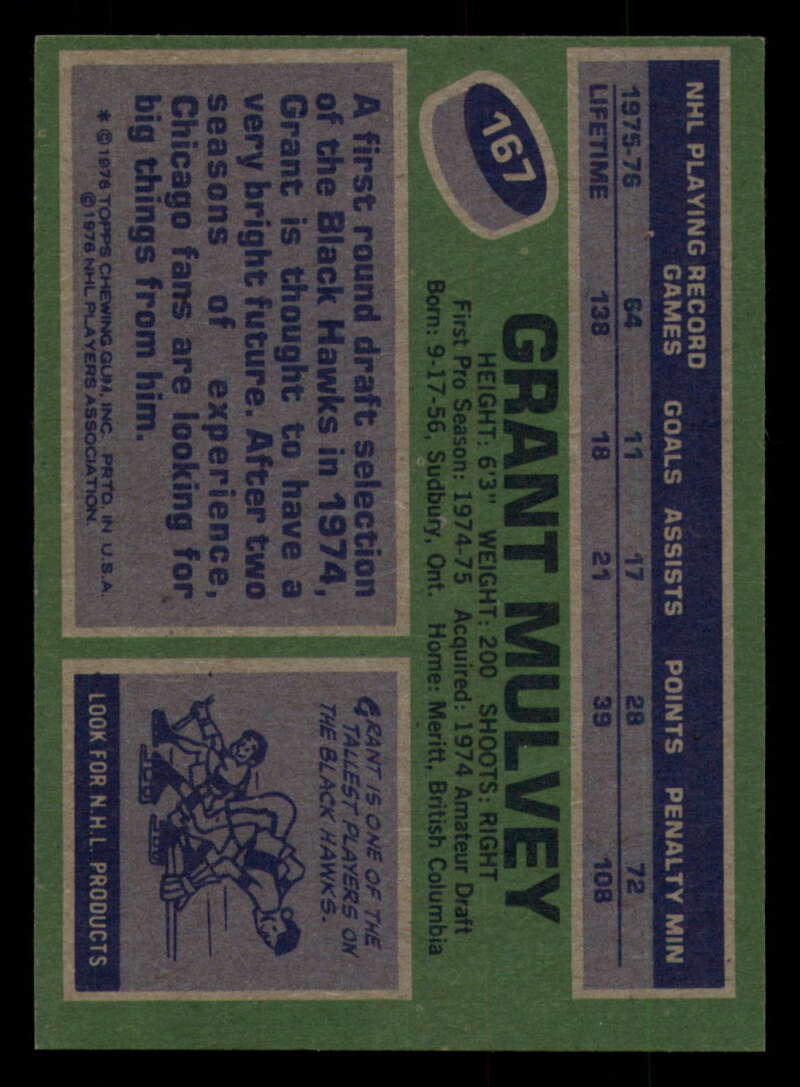 NHL PLAYING RECORD
GAMES GOALS ASSISTS POINTS PENALTY MIN
1975-76 64 11 17 28 72
LIFETIME 138 18 21 39 108
167
GRANT MULVEY
HEIGHT: 6'3" WEIGHT: 200 SHOOTS: RIGHT
First Pro Season: 1974-75 Acquired: 1974 Amateur Draft
Born: 9-17-56, Sudbury, Ont. Home: Meritt, British Columbia
A first round draft selection
of the Black Hawks in 1974,
Grant is thought to have a
very bright future. After two
seasons of experience,
Chicago fans are looking for
big things from him.
* ©1976 TOPPS CHEWING GUM, INC. PRTD. IN U.S.A.
©1976 NHL PLAYERS ASSOCIATION.
GRANT IS ONE OF THE
TALLEST PLAYERS ON
THE BLACK HAWKS.
LOOK FOR N.H.L. PRODUCTS